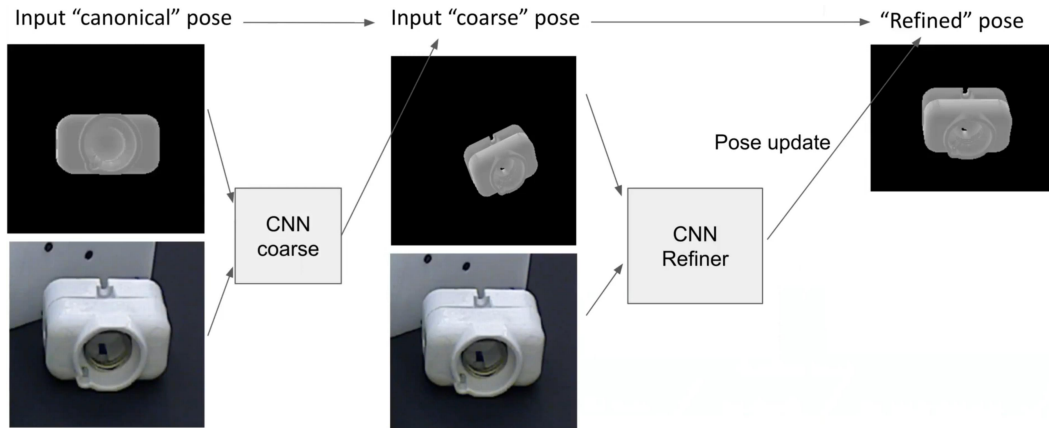 Input “canonical” pose
Input “coarse” pose
“Refined” pose
CNN
coarse
Pose update
CNN
Refiner